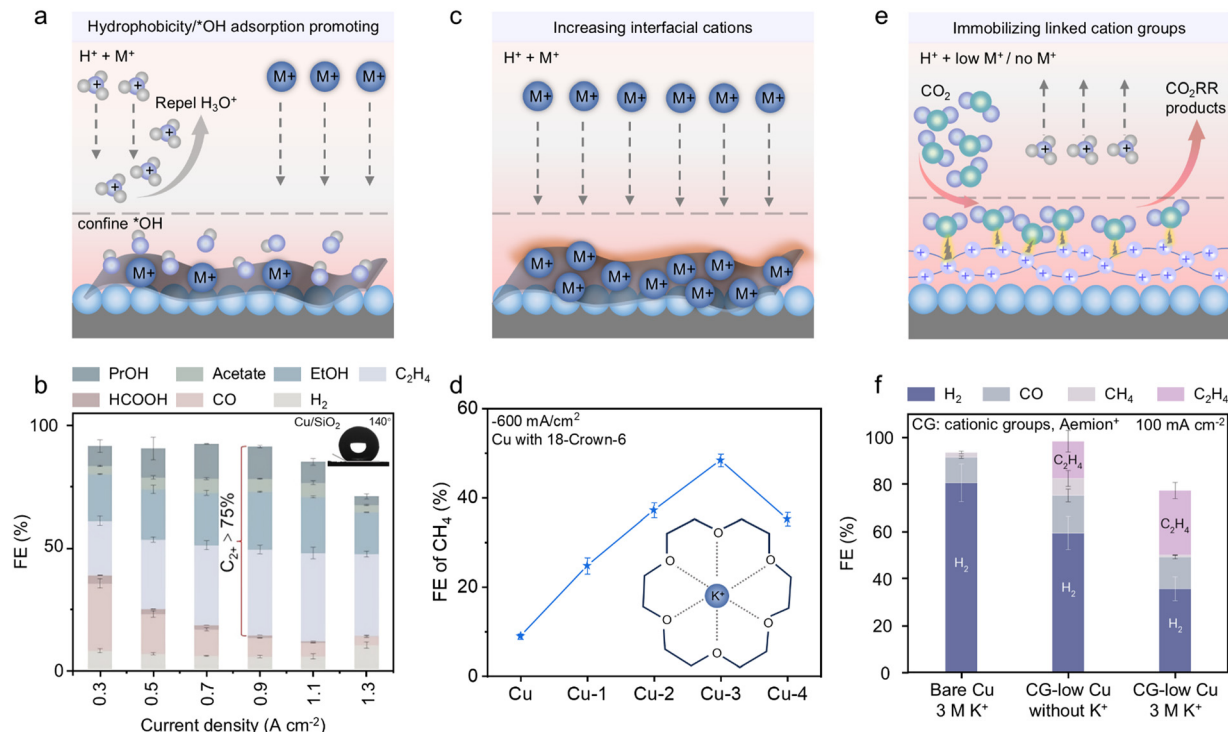 a
Hydrophobicity/*OH adsorption promoting
H⁺ + M⁺
Repel H₃O⁺
M+ M+ M+
+ + + + +
confine *OH
M+ M+ M+
c
Increasing interfacial cations
H⁺ + M⁺
M+ M+ M+ M+ M+ M+
M+ M+ M+ M+ M+ M+ M+ M+ M+ M+
e
Immobilizing linked cation groups
H⁺ + low M⁺ / no M⁺
CO₂
CO₂RR
products
+ + +
b
PrOH Acetate EtOH C₂H₄
HCOOH CO H₂
Cu/SiO₂ 140°
C₂₊ > 75%
FE (%)
100
50
0
0.3 0.5 0.7 0.9 1.1 1.3
Current density (A cm⁻²)
d
-600 mA/cm²
Cu with 18-Crown-6
FE of CH₄ (%)
60
40
20
0
O O O O O O
K⁺
Cu Cu-1 Cu-2 Cu-3 Cu-4
f
H₂ CO CH₄ C₂H₄
CG: cationic groups, Aemion⁺ 100 mA cm⁻²
FE (%)
100
80
60
40
20
0
H₂
C₂H₄
H₂
C₂H₄
H₂
Bare Cu CG-low Cu CG-low Cu
3 M K⁺ without K⁺ 3 M K⁺